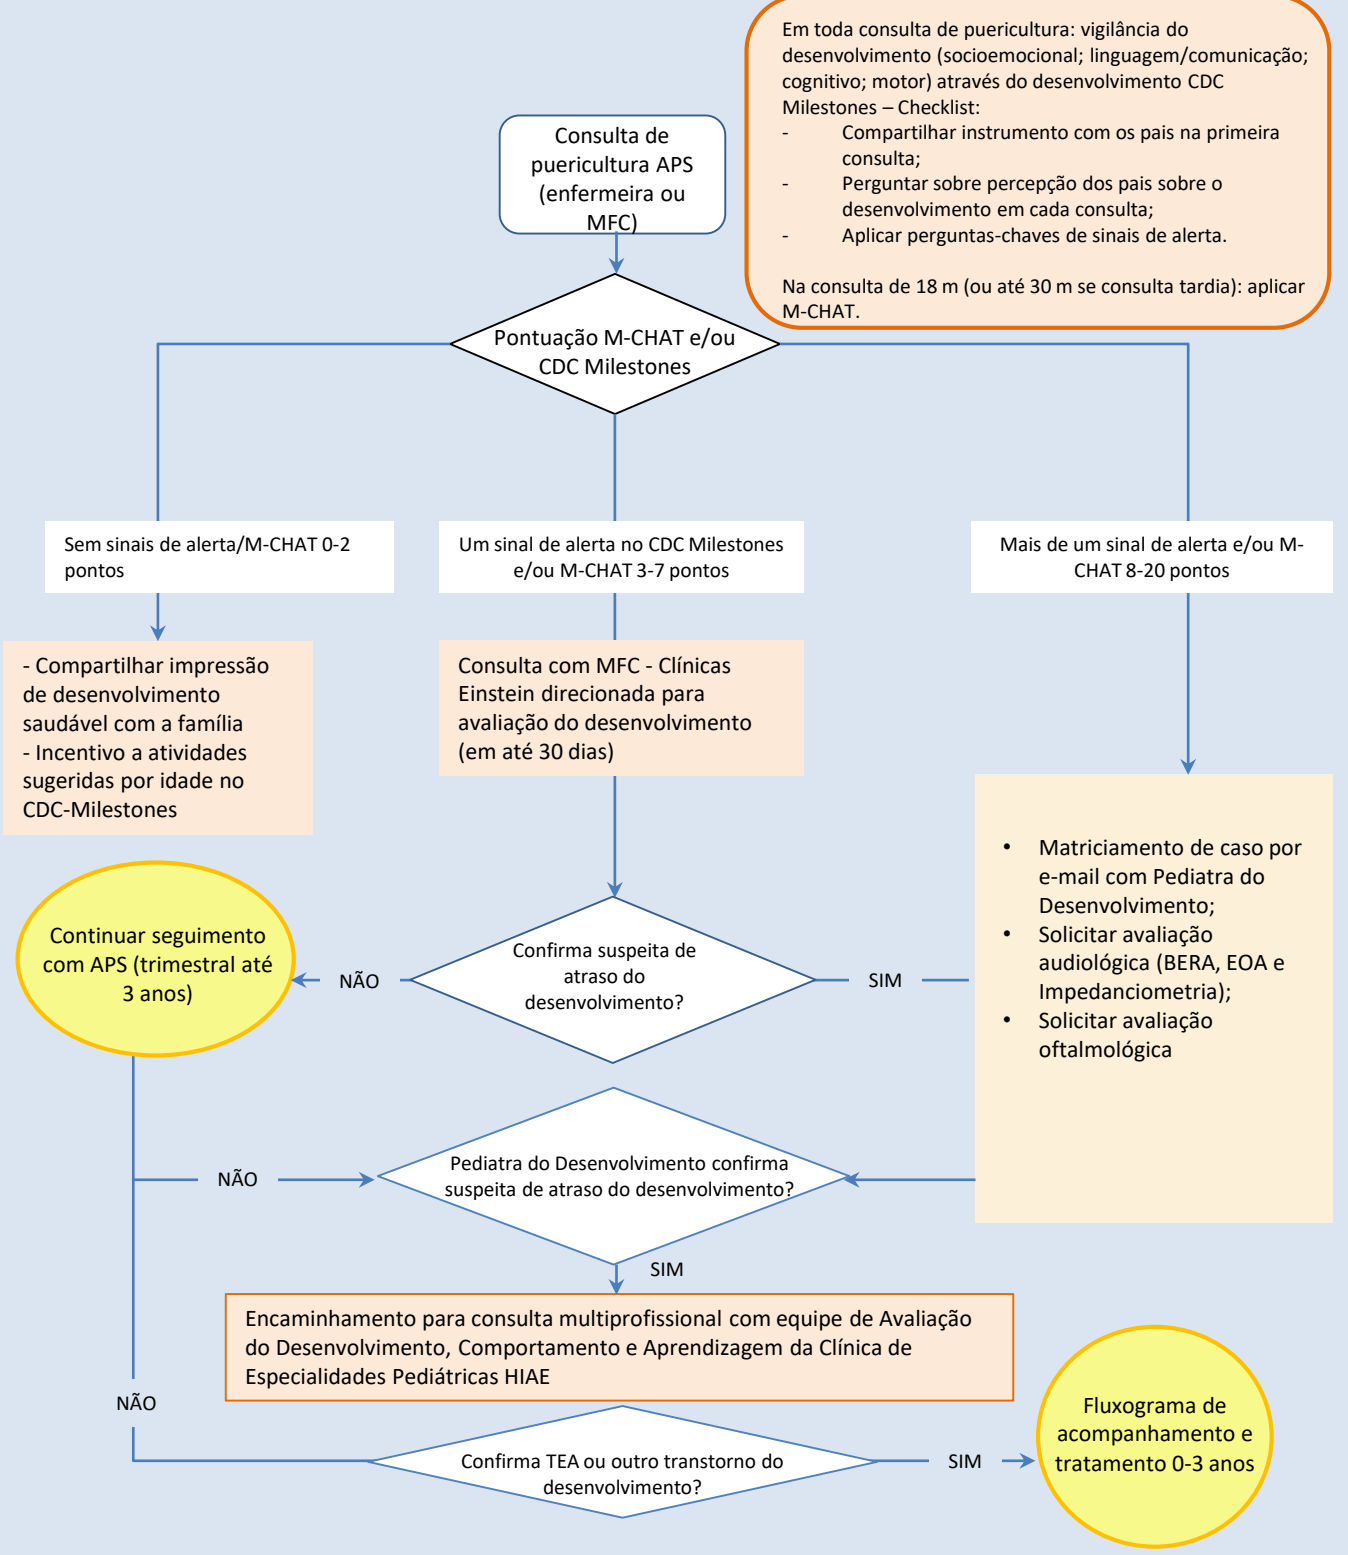 Em toda consulta de puericultura: vigilância do
desenvolvimento (socioemocional; linguagem/comunicação;
cognitivo; motor) através do desenvolvimento CDC
Milestones – Checklist:
- Compartilhar instrumento com os pais na primeira
consulta;
- Perguntar sobre percepção dos pais sobre o
desenvolvimento em cada consulta;
- Aplicar perguntas-chaves de sinais de alerta.
Na consulta de 18 m (ou até 30 m se consulta tardia): aplicar
M-CHAT.
Consulta de
puericultura APS
(enfermeira ou
MFC)
Pontuação M-CHAT e/ou
CDC Milestones
Sem sinais de alerta/M-CHAT 0-2
pontos
Um sinal de alerta no CDC Milestones
e/ou M-CHAT 3-7 pontos
Mais de um sinal de alerta e/ou M-
CHAT 8-20 pontos
- Compartilhar impressão
de desenvolvimento
saudável com a família
- Incentivo a atividades
sugeridas por idade no
CDC-Milestones
Consulta com MFC - Clínicas
Einstein direcionada para
avaliação do desenvolvimento
(em até 30 dias)
• Matriciamento de caso por
e-mail com Pediatra do
Desenvolvimento;
• Solicitar avaliação
audiológica (BERA, EOA e
Impedanciometria);
• Solicitar avaliação
oftalmológica
Continuar seguimento
com APS (trimestral até
3 anos)
NÃO
Confirma suspeita de
atraso do
desenvolvimento?
SIM
NÃO
Pediatra do Desenvolvimento confirma
suspeita de atraso do desenvolvimento?
SIM
Encaminhamento para consulta multiprofissional com equipe de Avaliação
do Desenvolvimento, Comportamento e Aprendizagem da Clínica de
Especialidades Pediátricas HIAE
NÃO
Confirma TEA ou outro transtorno do
desenvolvimento?
SIM
Fluxograma de
acompanhamento e
tratamento 0-3 anos